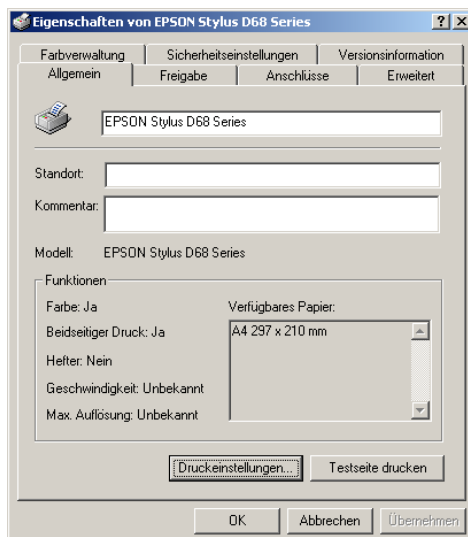 Eigenschaften von EPSON Stylus D68 Series
Farbverwaltung Sicherheitseinstellungen Versionsinformation
Allgemein Freigabe Anschlüsse Erweitert
EPSON Stylus D68 Series
Standort:
Kommentar:
Modell: EPSON Stylus D68 Series
Funktionen
Farbe: Ja Verfügbares Papier:
Beidseitiger Druck: Ja A4 297 x 210 mm
Hefter: Nein
Geschwindigkeit: Unbekannt
Max. Auflösung: Unbekannt
Druckeinstellungen... Testseite drucken
OK Abbrechen Übernehmen